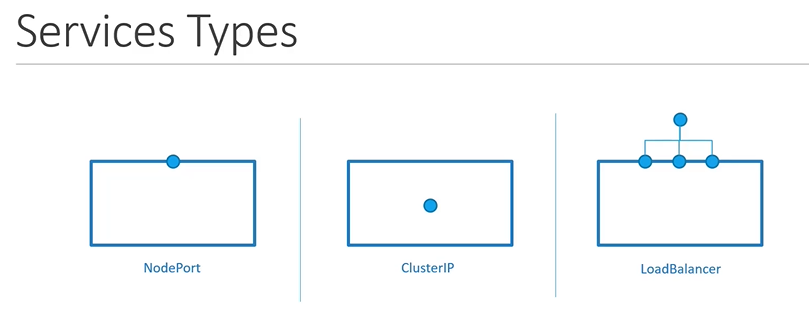 Services Types
NodePort
ClusterIP
LoadBalancer